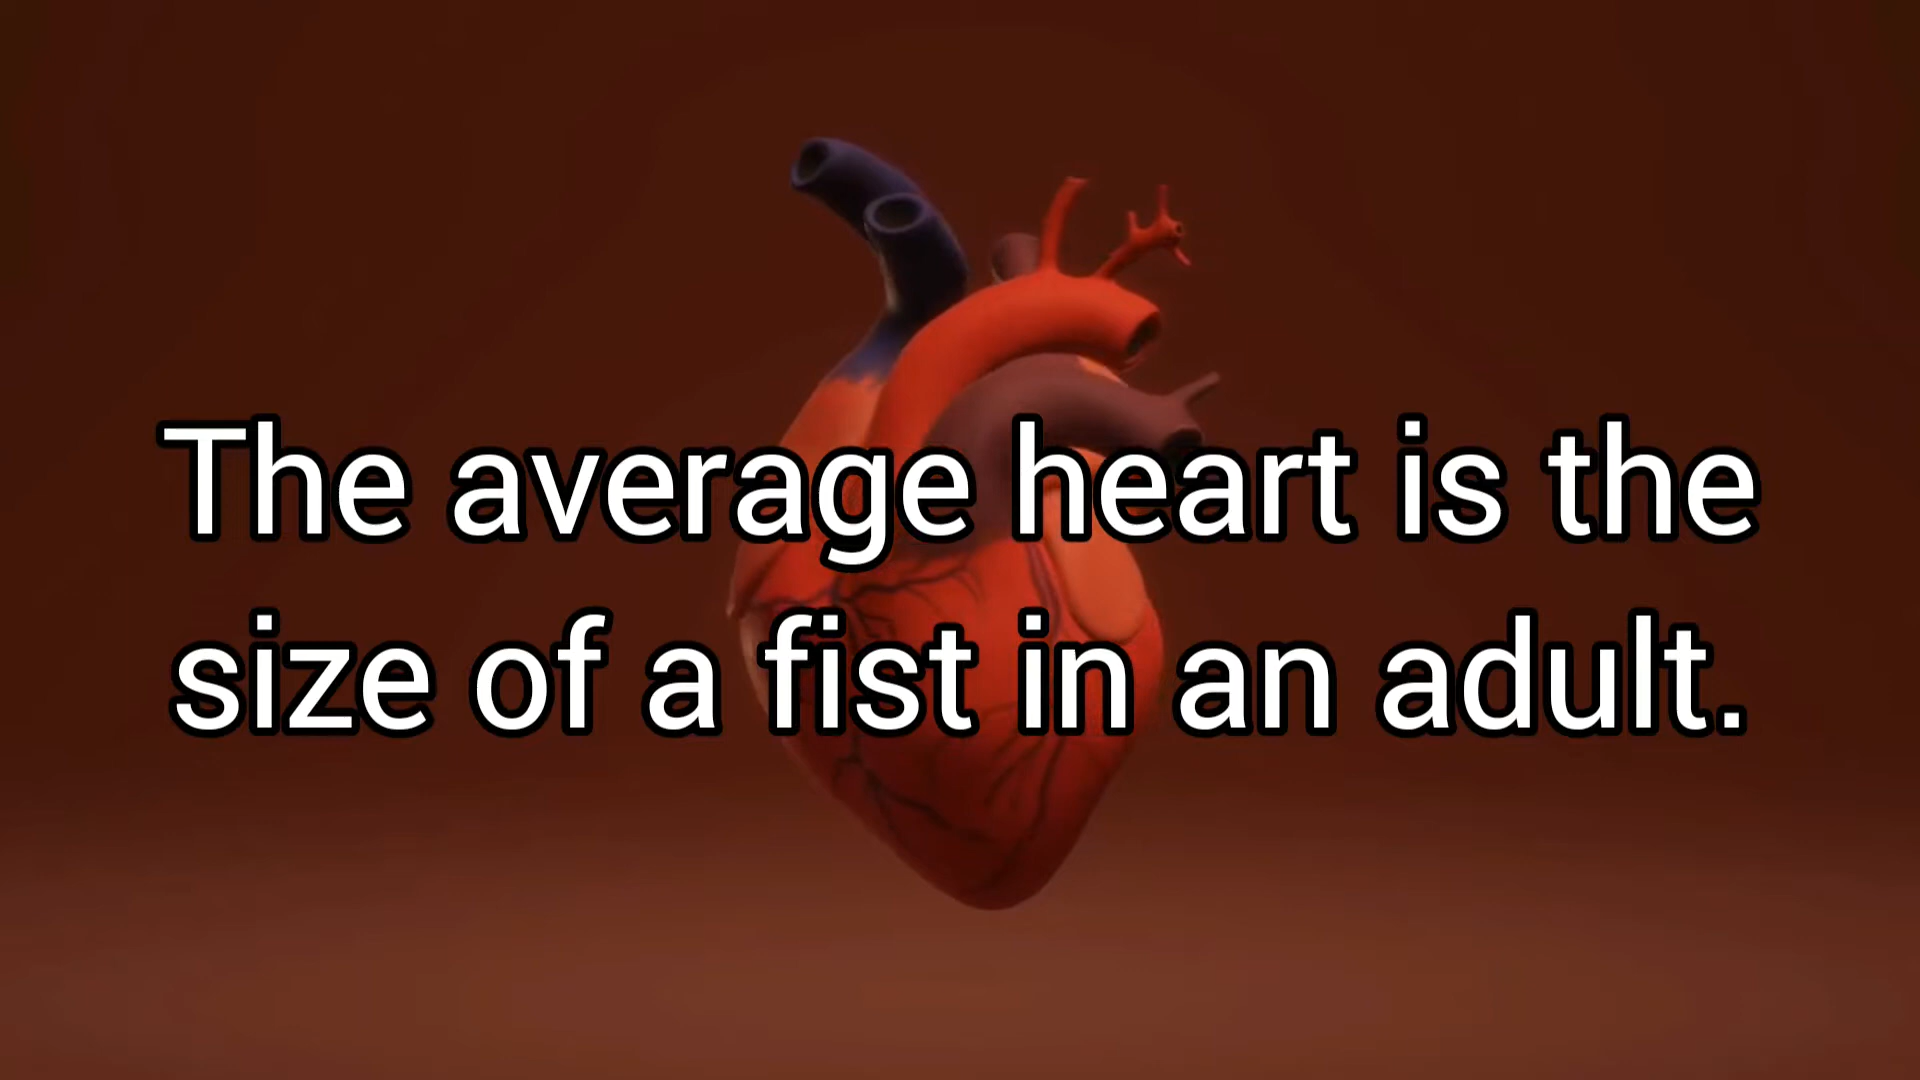 The average heart is the
size of a fist in an adult.